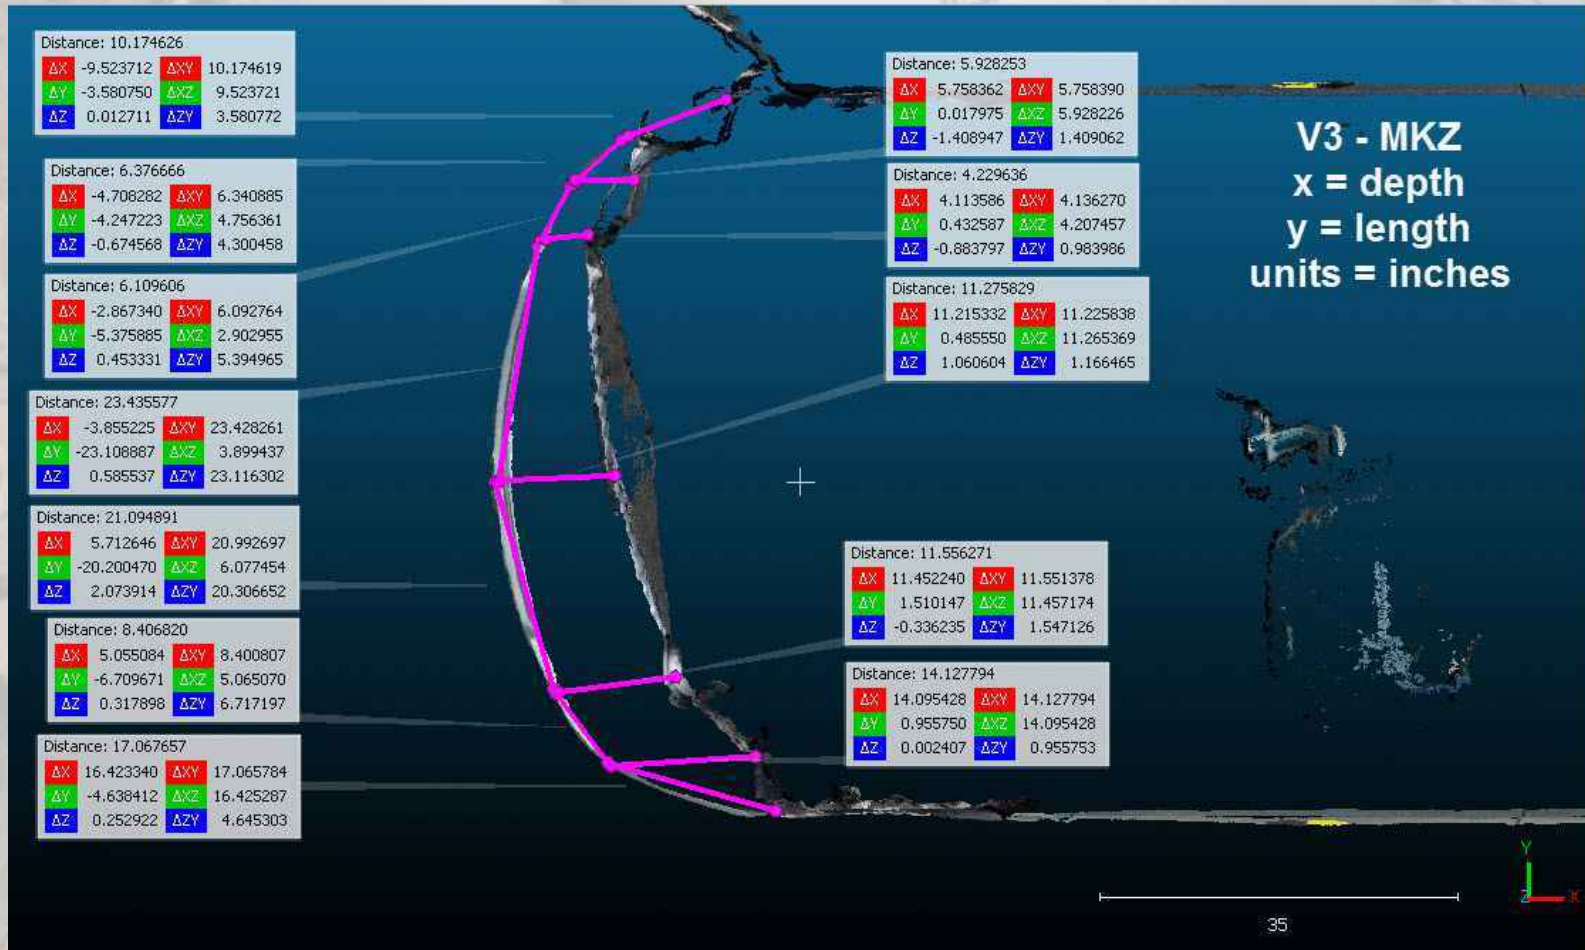 Distance: 10.174626
ΔX -9.523712 ΔXY 10.174619
ΔY -3.580750 ΔXZ 9.523721
ΔZ 0.012711 ΔZY 3.580772
Distance: 6.376666
ΔX -4.708282 ΔXY 6.340885
ΔY -4.247223 ΔXZ 4.756361
ΔZ -0.674568 ΔZY 4.300458
Distance: 6.109606
ΔX -2.867340 ΔXY 6.092764
ΔY -5.375885 ΔXZ 2.902955
ΔZ 0.453331 ΔZY 5.394965
Distance: 23.435577
ΔX -3.855225 ΔXY 23.428261
ΔY -23.108887 ΔXZ 3.899437
ΔZ 0.585537 ΔZY 23.116302
Distance: 21.094891
ΔX 5.712646 ΔXY 20.992697
ΔY -20.200470 ΔXZ 6.077454
ΔZ 2.073914 ΔZY 20.306652
Distance: 8.406820
ΔX 5.055084 ΔXY 8.400807
ΔY -6.709671 ΔXZ 5.065070
ΔZ 0.317898 ΔZY 6.717197
Distance: 17.067657
ΔX 16.423340 ΔXY 17.065784
ΔY -4.638412 ΔXZ 16.425287
ΔZ 0.252922 ΔZY 4.645303
Distance: 5.928253
ΔX 5.758362 ΔXY 5.758390
ΔY 0.017975 ΔXZ 5.928226
ΔZ -1.408947 ΔZY 1.409062
Distance: 4.229636
ΔX 4.113586 ΔXY 4.136270
ΔY 0.432587 ΔXZ 4.207457
ΔZ -0.883797 ΔZY 0.983986
Distance: 11.275829
ΔX 11.215332 ΔXY 11.225838
ΔY 0.485550 ΔXZ 11.265369
ΔZ 1.060604 ΔZY 1.166465
Distance: 11.556271
ΔX 11.452240 ΔXY 11.551378
ΔY 1.510147 ΔXZ 11.457174
ΔZ -0.336235 ΔZY 1.547126
Distance: 14.127794
ΔX 14.095428 ΔXY 14.127794
ΔY 0.955750 ΔXZ 14.095428
ΔZ 0.002407 ΔZY 0.955753
V3 - MKZ
x = depth
y = length
units = inches
Y
Z X
35